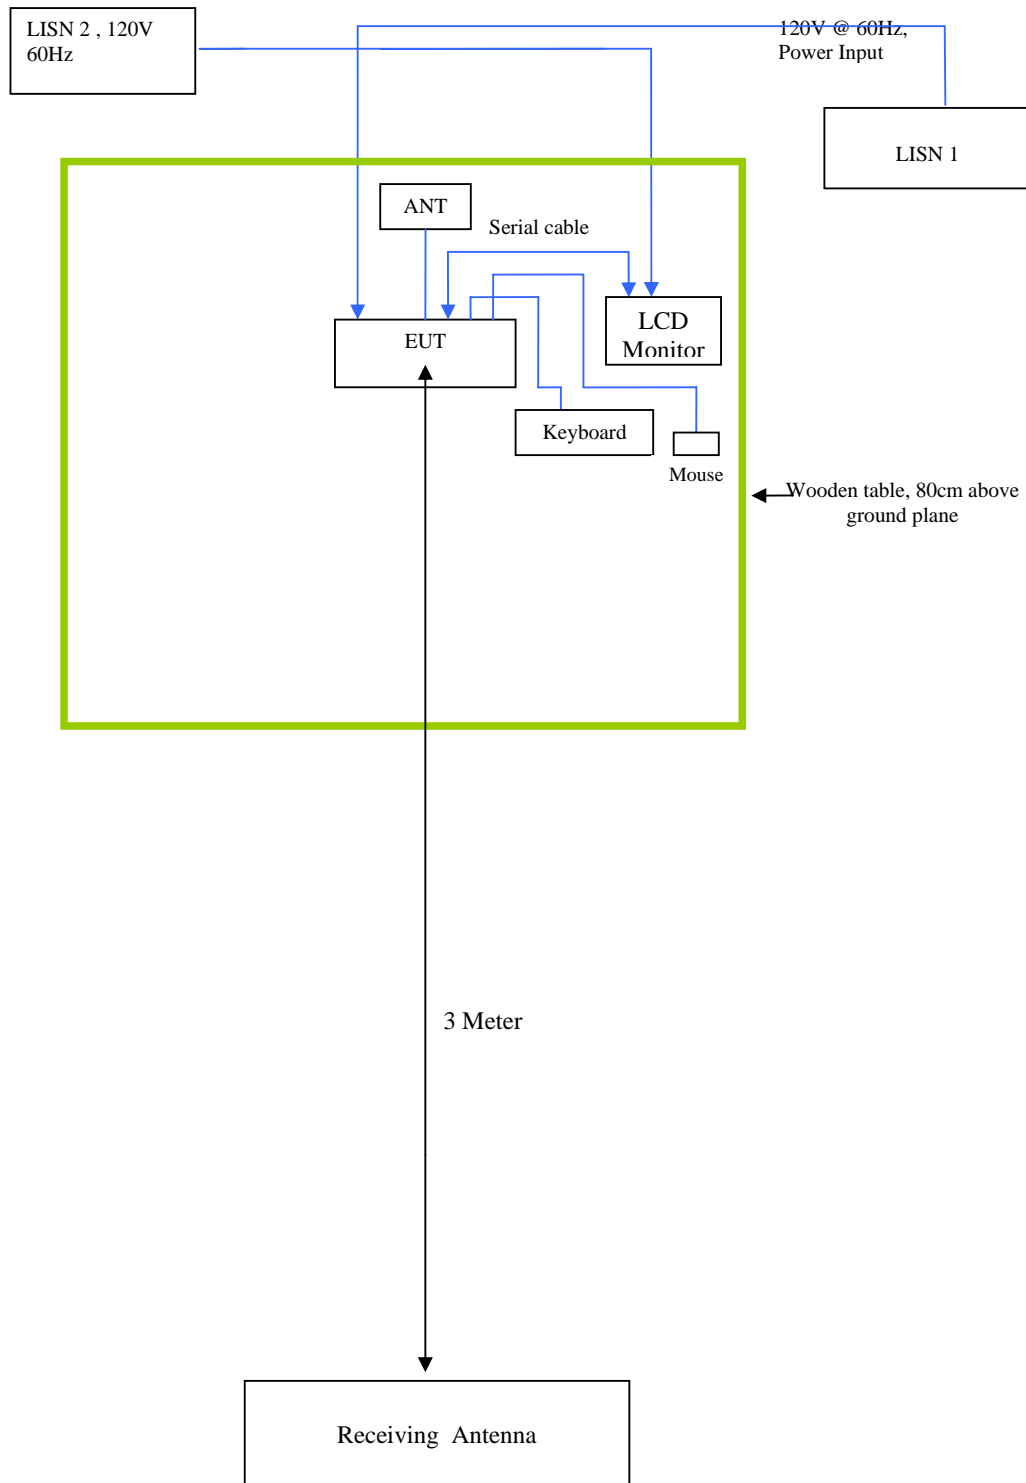 LISN 2 , 120V
60Hz
120V @ 60Hz,
Power Input
LISN 1
ANT
Serial cable
LCD
Monitor
EUT
Keyboard
Mouse
Wooden table, 80cm above
ground plane
3 Meter
Receiving Antenna